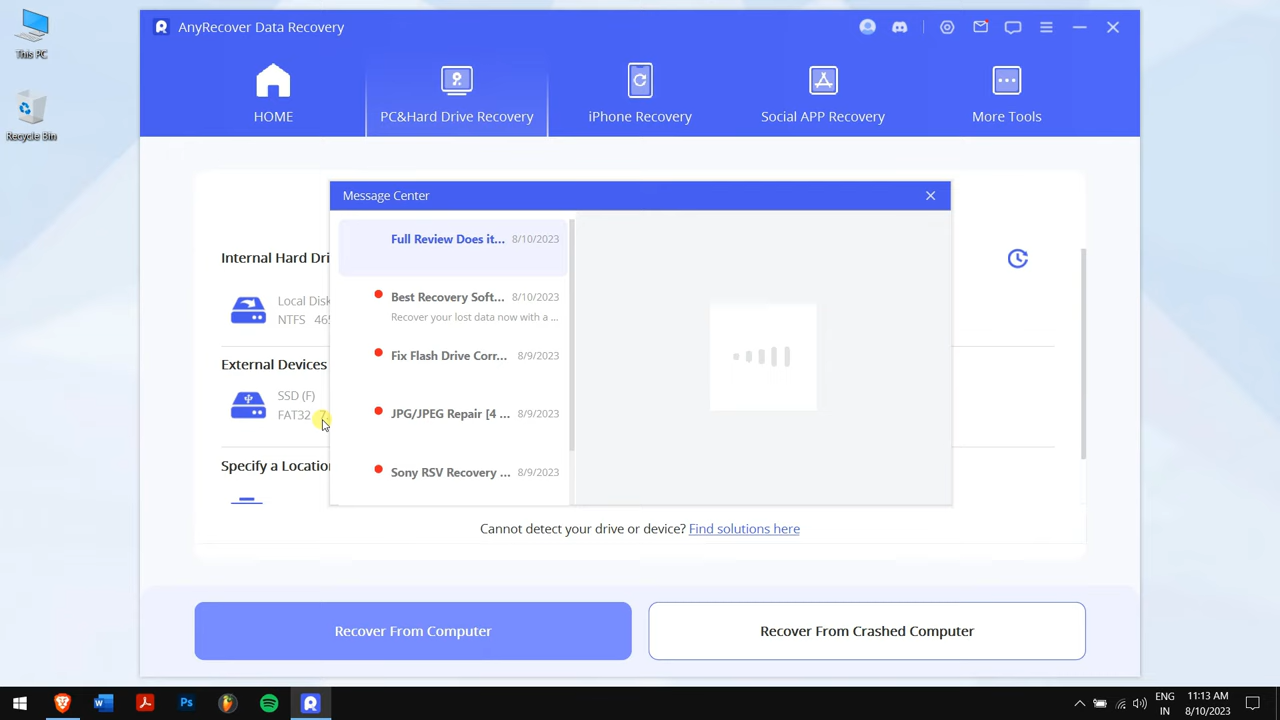 This PC
Recycle Bin
AnyRecover Data Recovery
HOME
PC&Hard Drive Recovery
iPhone Recovery
Social APP Recovery
More Tools
Message Center
Full Review Does it... 8/10/2023
Best Recovery Soft... 8/10/2023
Recover your lost data now with a ...
Fix Flash Drive Corr... 8/9/2023
JPG/JPEG Repair [4 ... 8/9/2023
Sony RSV Recovery ... 8/9/2023
Internal Hard Dri
Local Disk
NTFS 465
External Devices
SSD (F)
FAT32 7
Specify a Location
Cannot detect your drive or device? Find solutions here
Recover From Computer
Recover From Crashed Computer
W
Ps
ENG
IN
11:13 AM
8/10/2023